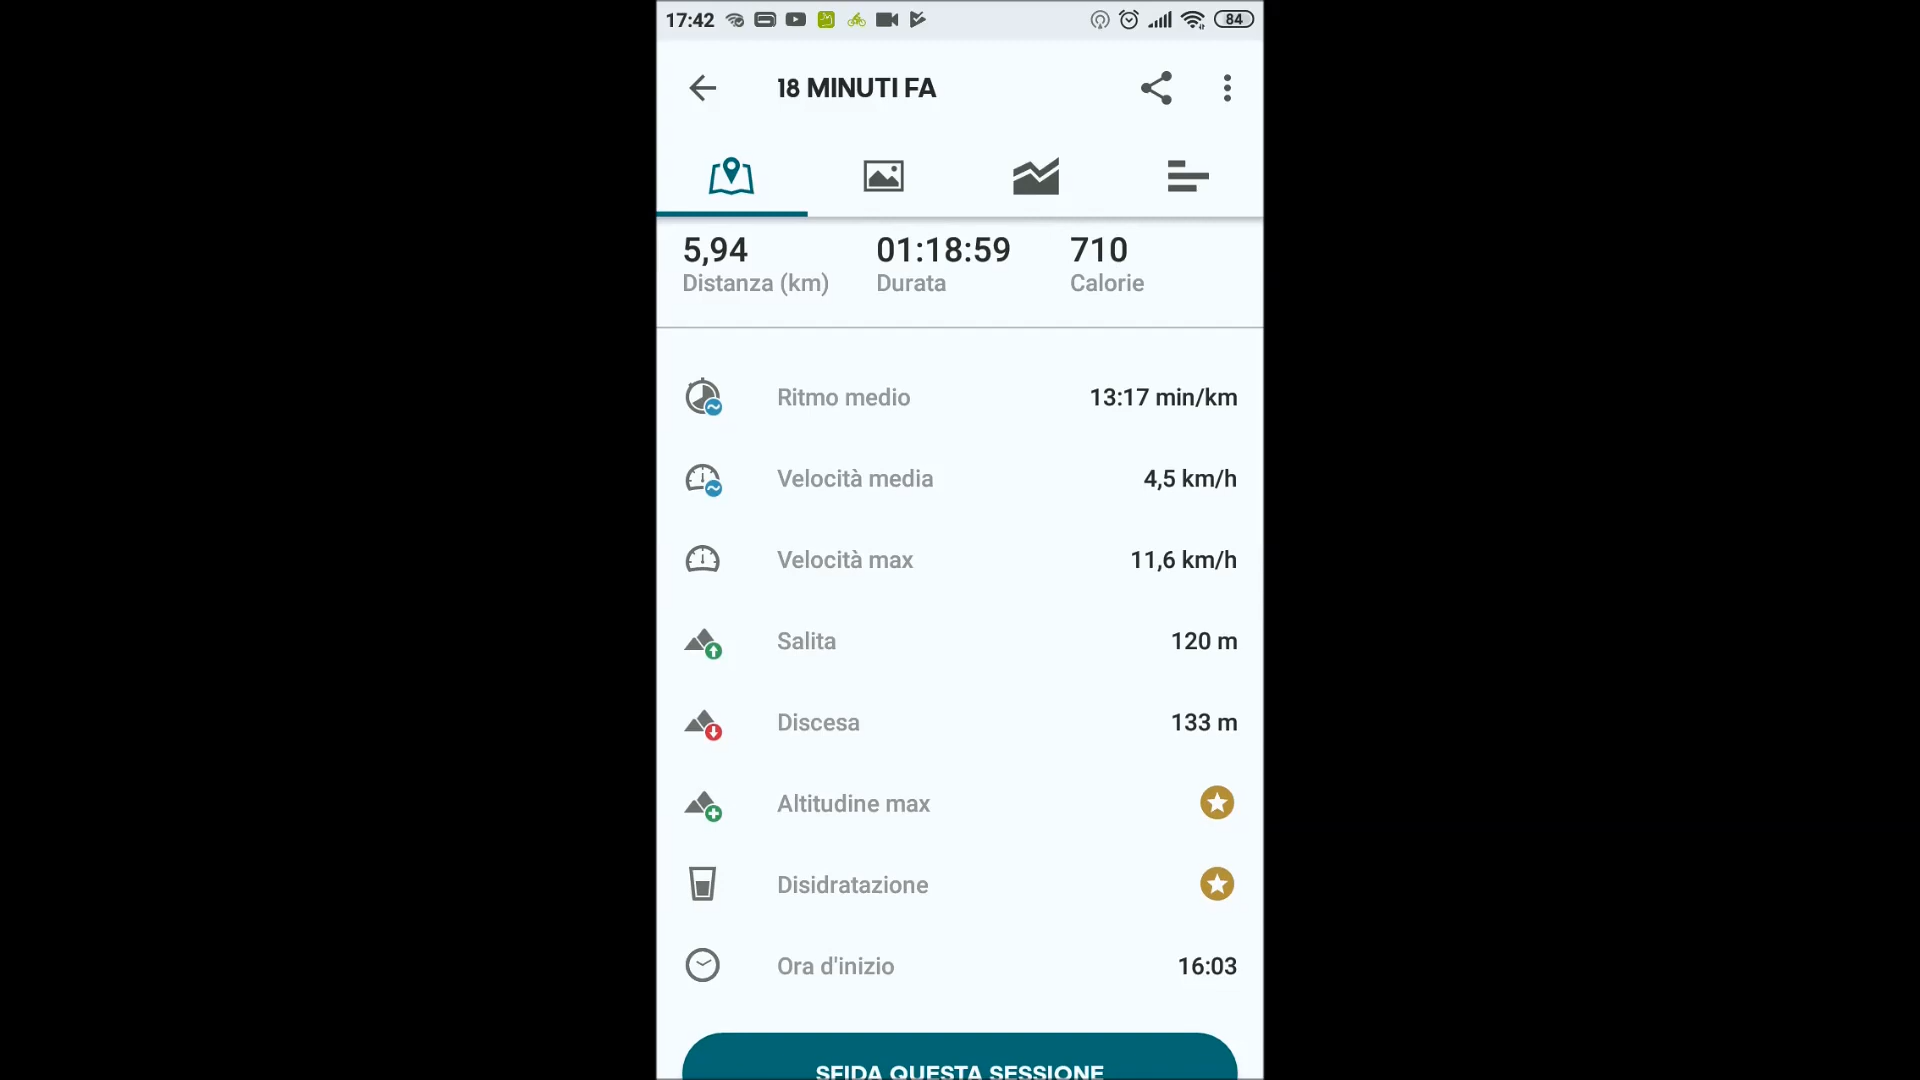 17:42 84
18 MINUTI FA
5,94 01:18:59 710
Distanza (km) Durata Calorie
Ritmo medio 13:17 min/km
Velocità media 4,5 km/h
Velocità max 11,6 km/h
Salita 120 m
Discesa 133 m
Altitudine max
Disidratazione
Ora d'inizio 16:03
SFIDA QUESTA SESSIONE